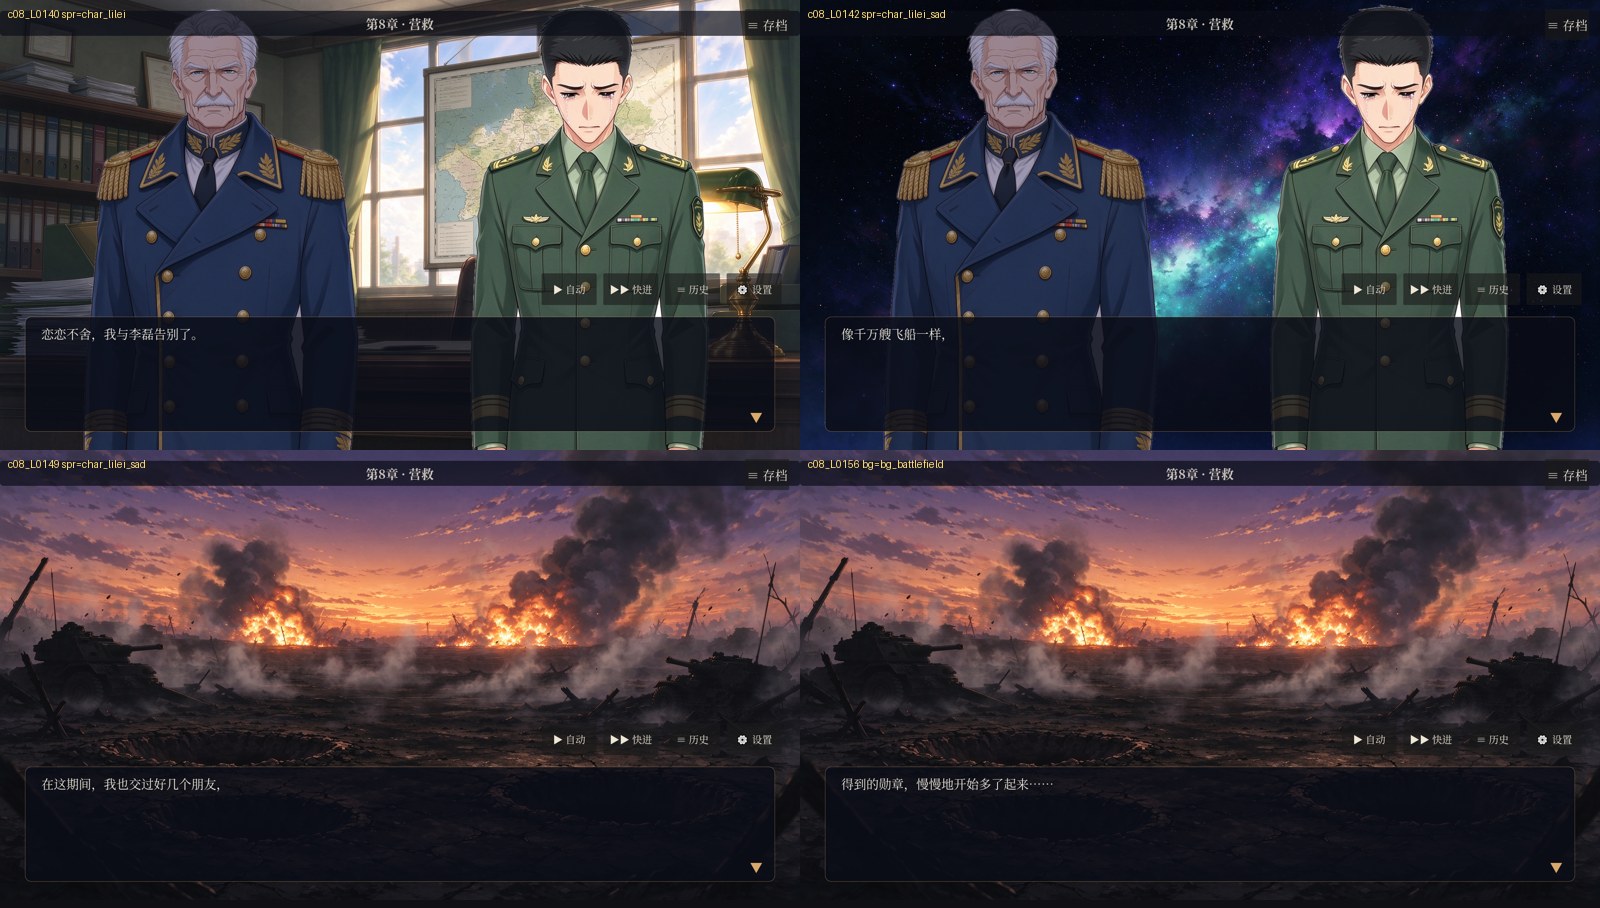 c08_L0140 spr=char_lilei
第8章 · 营救
≡ 存档
▶ 自动
▶▶ 快进
≡ 历史
设置
恋恋不舍，我与李磊告别了。
c08_L0142 spr=char_lilei_sad
第8章 · 营救
≡ 存档
▶ 自动
▶▶ 快进
≡ 历史
设置
像千万艘飞船一样，
c08_L0149 spr=char_lilei_sad
第8章 · 营救
≡ 存档
▶ 自动
▶▶ 快进
≡ 历史
设置
在这期间，我也交过好几个朋友，
c08_L0156 bg=bg_battlefield
第8章 · 营救
≡ 存档
▶ 自动
▶▶ 快进
≡ 历史
设置
得到的勋章，慢慢地开始多了起来……